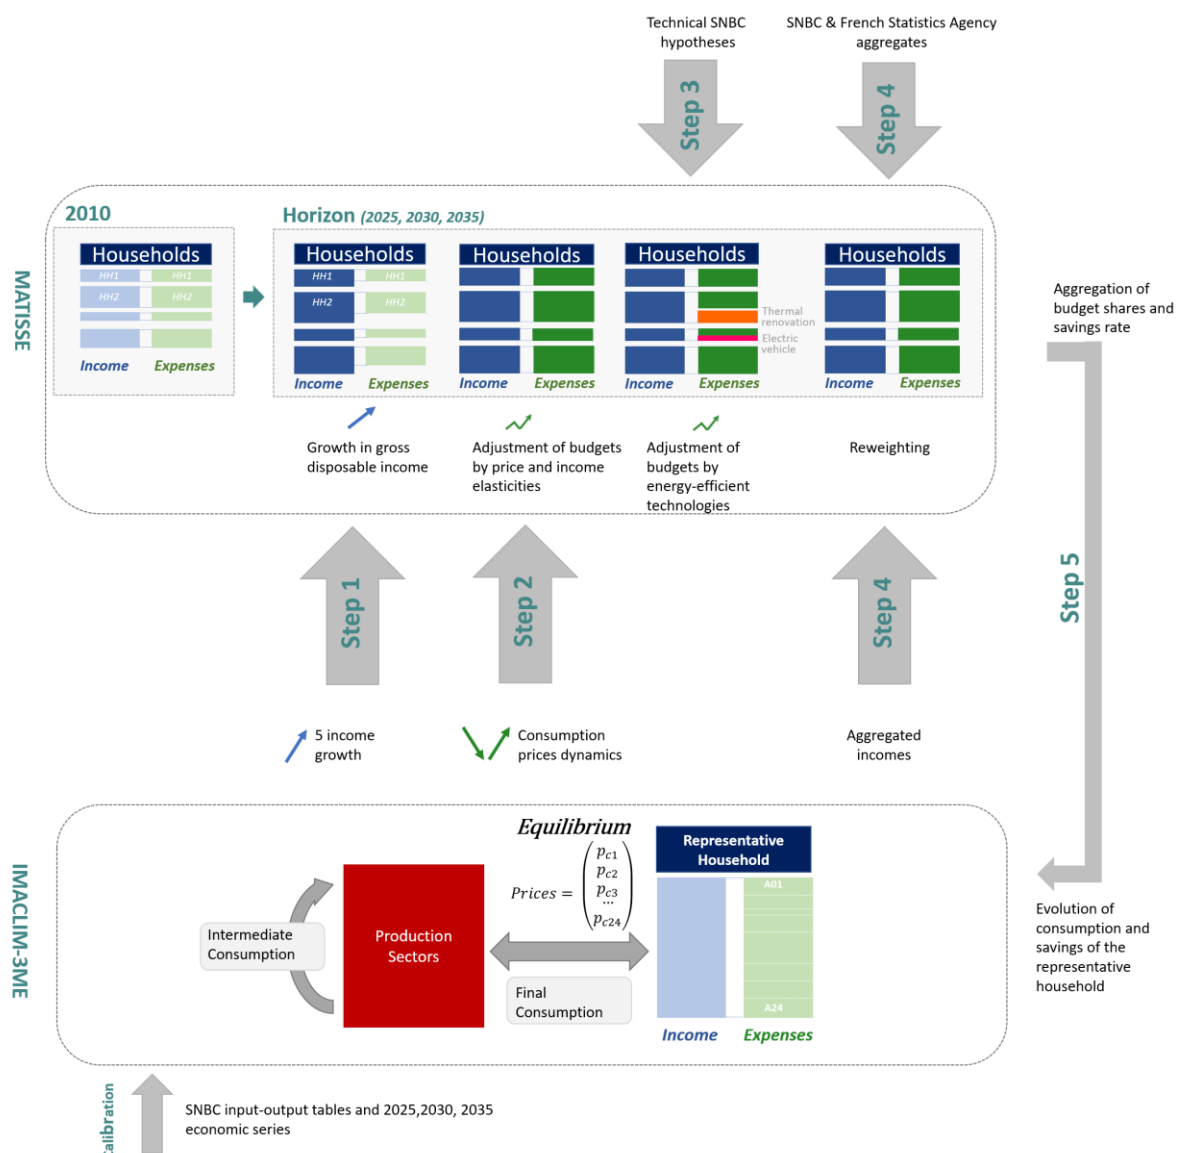 Technical SNBC
hypotheses
SNBC & French Statistics Agency
aggregates
Step 3
Step 4
MATISSE
2010
Households
HH1 HH1
HH2 HH2
Income Expenses
Horizon (2025, 2030, 2035)
Households
HH1 HH1
HH2 HH2
Income Expenses
Households
Income Expenses
Households
Thermal
renovation
Electric
vehicle
Income Expenses
Households
Income Expenses
Growth in gross
disposable income
Adjustment of budgets
by price and income
elasticities
Adjustment of
budgets by
energy-efficient
technologies
Reweighting
Aggregation of
budget shares and
savings rate
Step 1
Step 2
Step 4
Step 5
5 income
growth
Consumption
prices dynamics
Aggregated
incomes
IMACLIM-3ME
Intermediate
Consumption
Production
Sectors
Equilibrium
Prices =
p_c1
p_c2
p_c3
...
p_c24
Final
Consumption
Representative
Household
A01
A24
Income Expenses
Evolution of
consumption and
savings of the
representative
household
SNBC input-output tables and 2025,2030, 2035
economic series